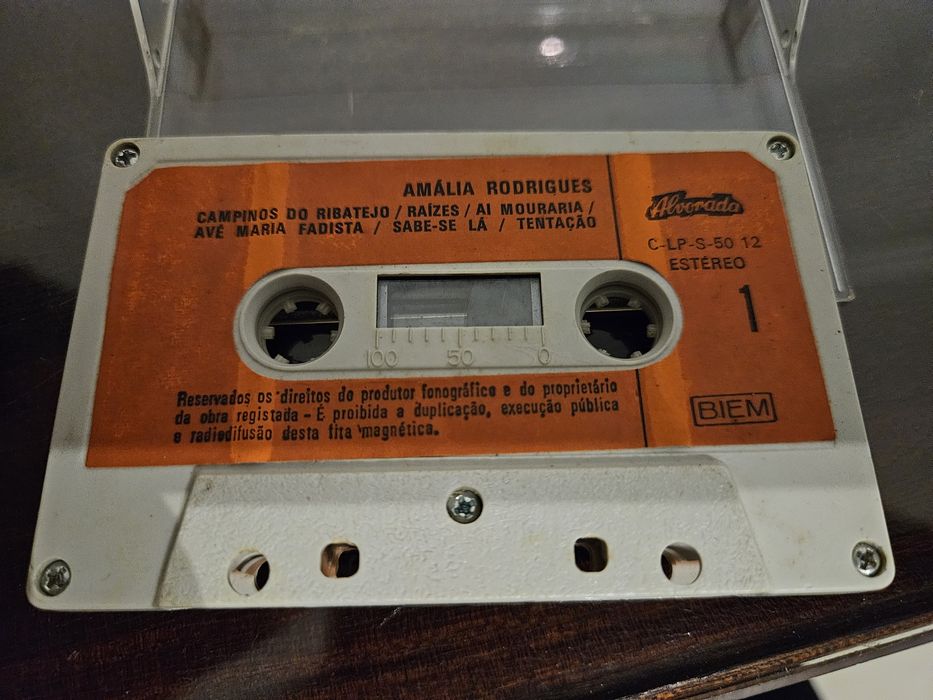 AMÁLIA RODRIGUES
CAMPINOS DO RIBATEJO / RAÍZES / AI MOURARIA /
AVÉ MARIA FADISTA / SABE-SE LÁ / TENTAÇÃO
Alvorada
C-LP-S-50 12
ESTÉREO
1
100 50 0
Reservados os direitos do produtor fonográfico e do proprietário
da obra registada - É proibida a duplicação, execução pública
e radiodifusão desta fita magnética.
BIEM